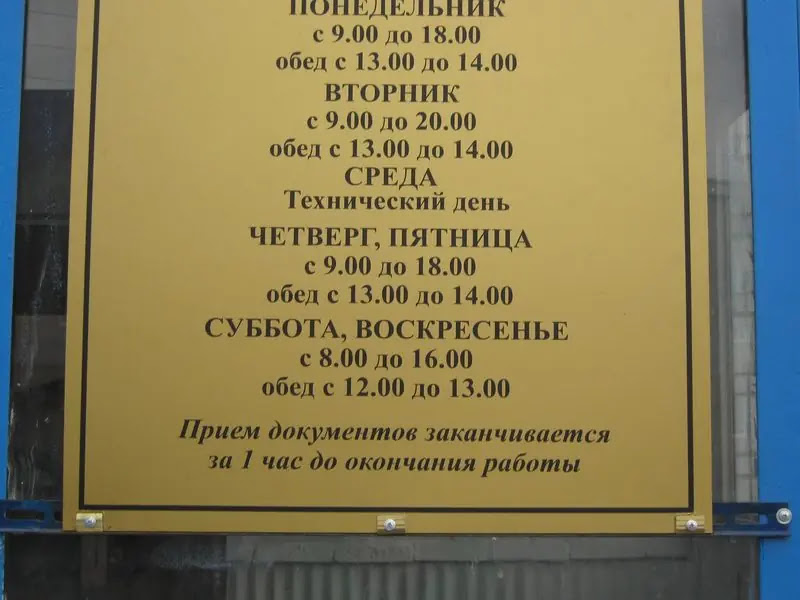 ПОНЕДЕЛЬНИК
с 9.00 до 18.00
обед с 13.00 до 14.00
ВТОРНИК
с 9.00 до 20.00
обед с 13.00 до 14.00
СРЕДА
Технический день
ЧЕТВЕРГ, ПЯТНИЦА
с 9.00 до 18.00
обед с 13.00 до 14.00
СУББОТА, ВОСКРЕСЕНЬЕ
с 8.00 до 16.00
обед с 12.00 до 13.00
Прием документов заканчивается
за 1 час до окончания работы